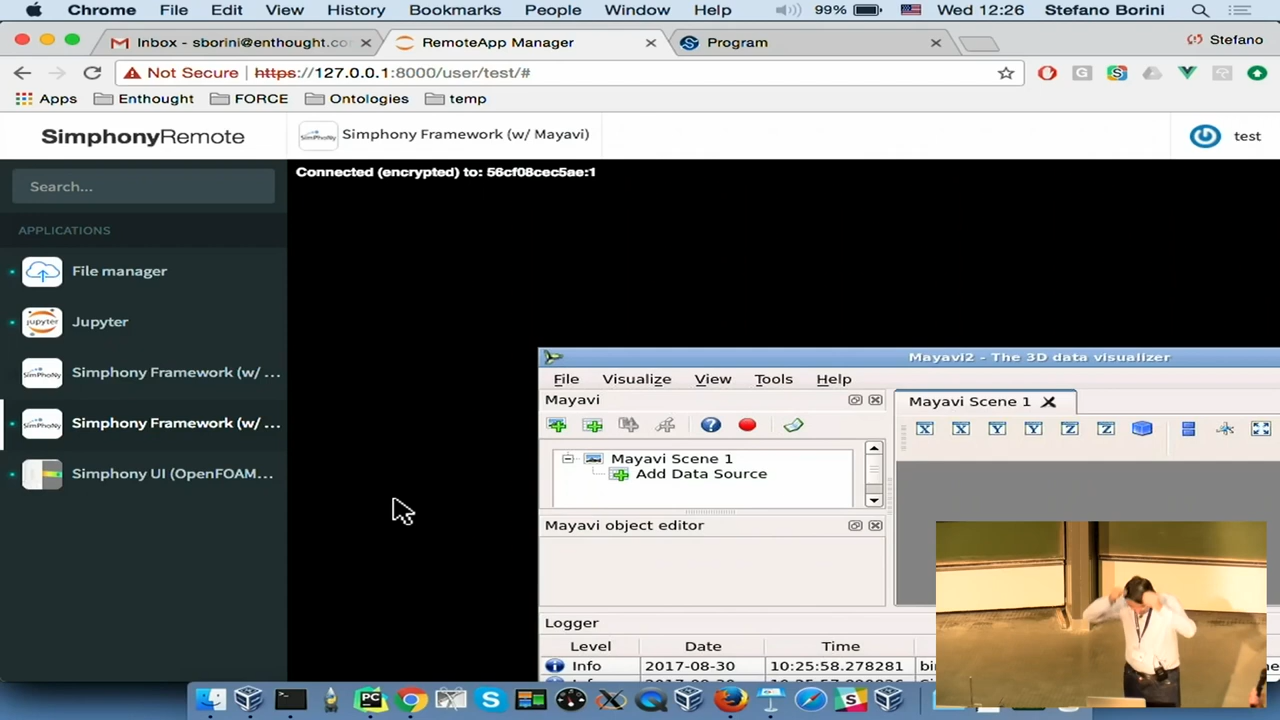 Chrome File Edit View History Bookmarks People Window Help 99% Wed 12:26 Stefano Borini
Inbox - sborini@enthought.co RemoteApp Manager Program Stefano
Not Secure https://127.0.0.1:8000/user/test/#
Apps Enthought FORCE Ontologies temp
SimphonyRemote Simphony Framework (w/ Mayavi) test
Connected (encrypted) to: 56cf08cec5ae:1
Search...
APPLICATIONS
File manager
Jupyter
Simphony Framework (w/ ...
Simphony Framework (w/ ...
Simphony UI (OpenFOAM...
Mayavi2 - The 3D data visualizer
File Visualize View Tools Help
Mayavi
Mayavi Scene 1
X X Y Y Z Z
Mayavi Scene 1
Add Data Source
Mayavi object editor
Logger
Level Date Time
Info 2017-08-30 10:25:58.278281